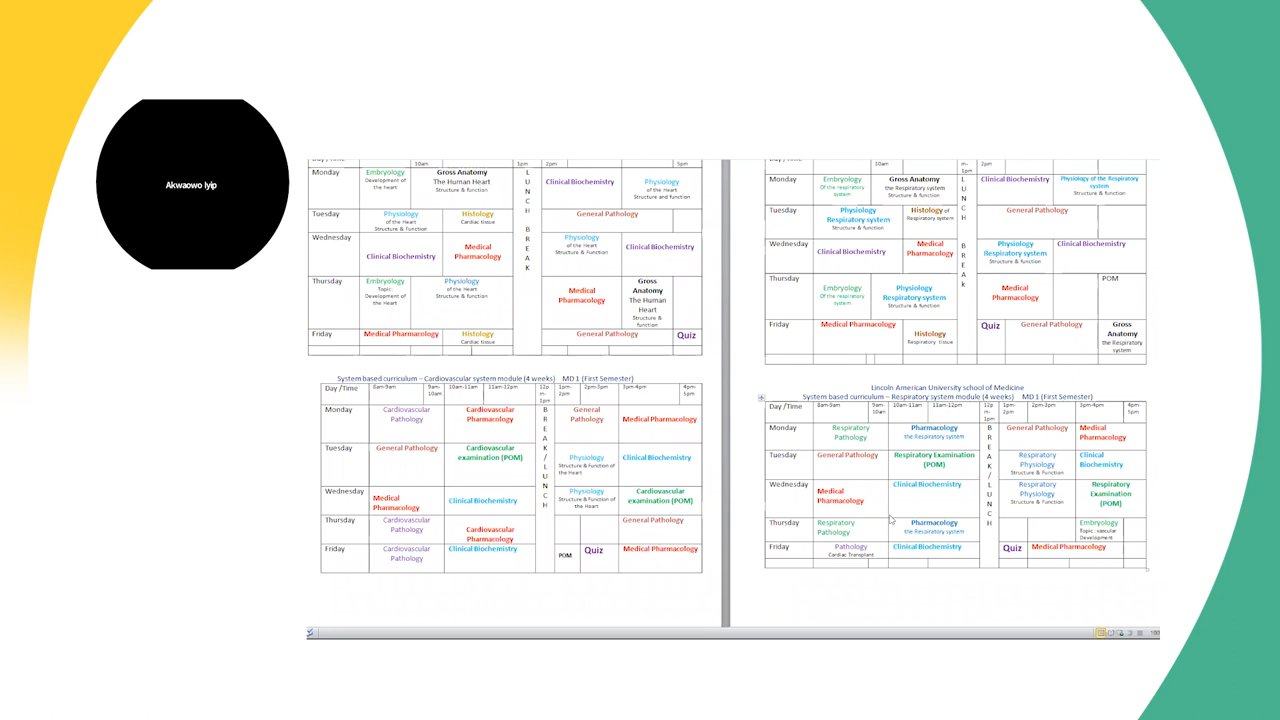 Akwaowo Iyip
10am 1pm 2pm 5pm
Monday Embryology Gross Anatomy Clinical Biochemistry Physiology
Development of the heart The Human Heart of the Heart
Structure & function Structure and function
Tuesday Physiology Histology General Pathology
of the Heart Cardiac tissue
Structure & Function
Wednesday Clinical Biochemistry Medical Pharmacology Physiology Clinical Biochemistry
of the Heart
Structure & Function
Thursday Embryology Physiology Medical Pharmacology Gross Anatomy
Topic: Development of the Heart of the Heart The Human Heart
Structure & function Structure & function
Friday Medical Pharmacology Histology General Pathology Quiz
Cardiac tissue
LUNCH BREAK
System based curriculum – Cardiovascular system module (4 weeks) MD 1 (First Semester)
Day /Time 8am-9am 9am-10am 10am-11am 11am-12pm 12pm-1pm 1pm-2pm 2pm-3pm 3pm-4pm 4pm-5pm
Monday Cardiovascular Pathology Cardiovascular Pharmacology General Pathology Medical Pharmacology
Tuesday General Pathology Cardiovascular examination (POM) Physiology Clinical Biochemistry
Structure & Function of the Heart
Wednesday Medical Pharmacology Clinical Biochemistry Physiology Cardiovascular examination (POM)
Structure & Function of the Heart
Thursday Cardiovascular Pathology Cardiovascular Pharmacology General Pathology
Friday Cardiovascular Pathology Clinical Biochemistry POM Quiz Medical Pharmacology
BREAK/LUNCH
10am m-1pm 2pm
Monday Embryology Gross Anatomy Clinical Biochemistry Physiology of the Respiratory system
Of the respiratory system the Respiratory system Structure & function
Structure & function
Tuesday Physiology Respiratory system Histology of Respiratory system General Pathology
Structure & function
Wednesday Clinical Biochemistry Medical Pharmacology Physiology Respiratory system Clinical Biochemistry
Structure & function
Thursday Embryology Physiology Respiratory system Medical Pharmacology POM
Of the respiratory system Structure & function
Friday Medical Pharmacology Histology Quiz General Pathology Gross Anatomy
Respiratory tissue the Respiratory system
LUNCH BREAk
Lincoln American University school of Medicine
System based curriculum – Respiratory system module (4 weeks) MD 1 (First Semester)
Day /Time 8am-9am 9am-10am 10am-11am 11am-12pm 12pm-1pm 1pm-2pm 2pm-3pm 3pm-4pm 4pm-5pm
Monday Respiratory Pathology Pharmacology General Pathology Medical Pharmacology
the Respiratory system
Tuesday General Pathology Respiratory Examination (POM) Respiratory Physiology Clinical Biochemistry
Structure & Function
Wednesday Medical Pharmacology Clinical Biochemistry Respiratory Physiology Respiratory Examination (POM)
Structure & Function
Thursday Respiratory Pathology Pharmacology Embryology
the Respiratory system Topic : vascular Development
Friday Pathology Clinical Biochemistry Quiz Medical Pharmacology
Cardiac Transplant
BREAK/LUNCH